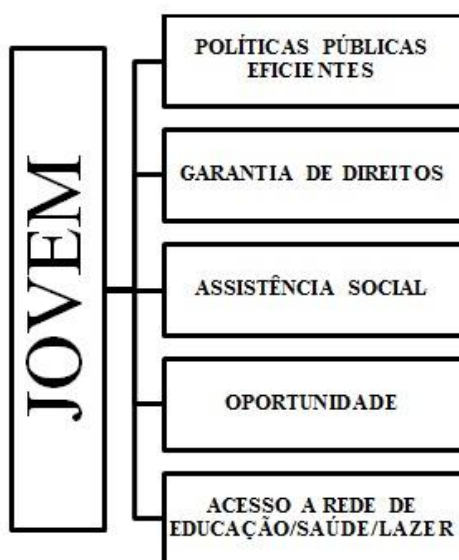 JOVEM
POLÍTICAS PÚBLICAS
EFICIENTES
GARANTIA DE DIREITOS
ASSISTÊNCIA SOCIAL
OPORTUNIDADE
ACESSO A REDE DE
EDUCAÇÃO/SAÚDE/LAZER